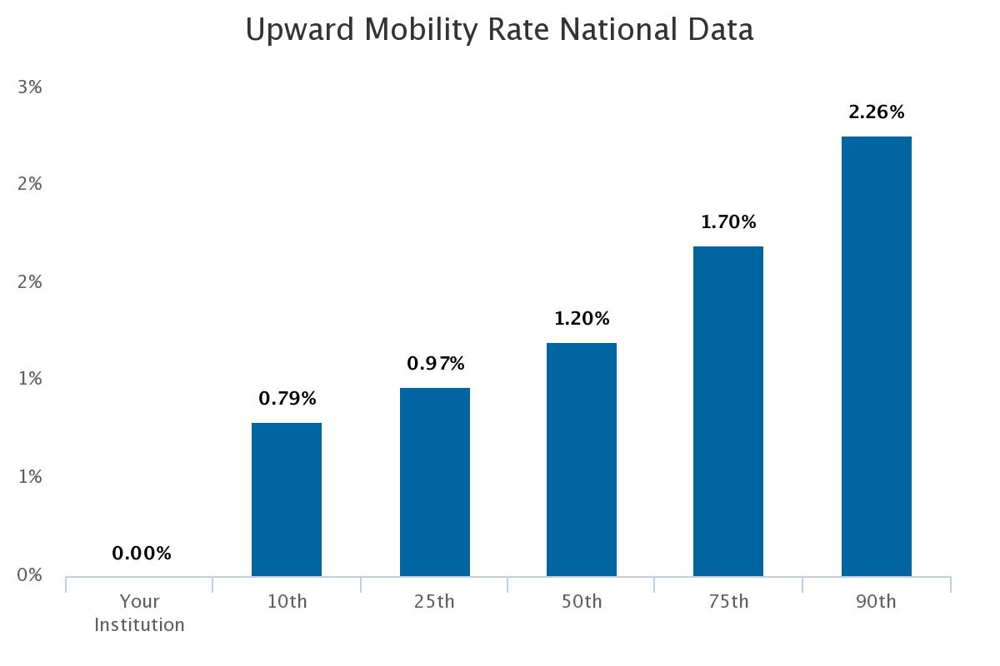 Upward Mobility Rate National Data
3%
2%
2%
1%
1%
0%
0.00%
0.79%
0.97%
1.20%
1.70%
2.26%
Your
Institution
10th
25th
50th
75th
90th